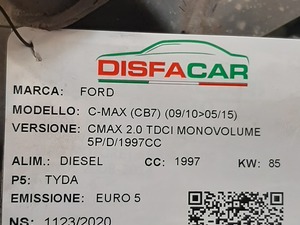 DISFACAR
MARCA: FORD
MODELLO: C-MAX (CB7) (09/10>05/15)
VERSIONE: CMAX 2.0 TDCI MONOVOLUME
5P/D/1997CC
ALIM.: DIESEL CC: 1997 KW: 85
P5: TYDA
EMISSIONE: EURO 5
NS: 1123/2020